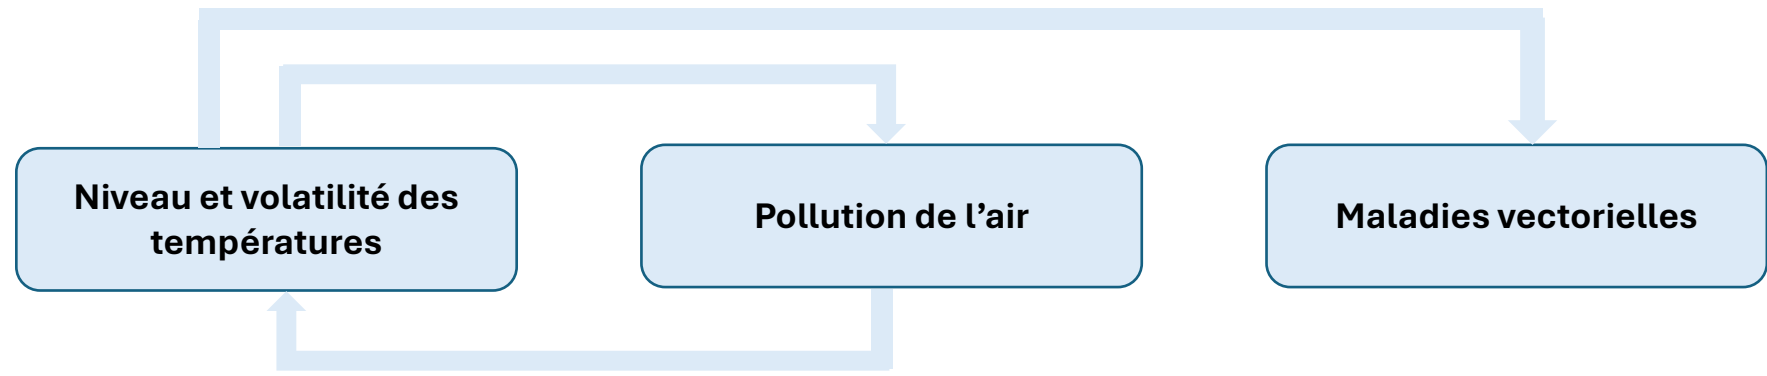 Niveau et volatilité des
températures
Pollution de l’air
Maladies vectorielles